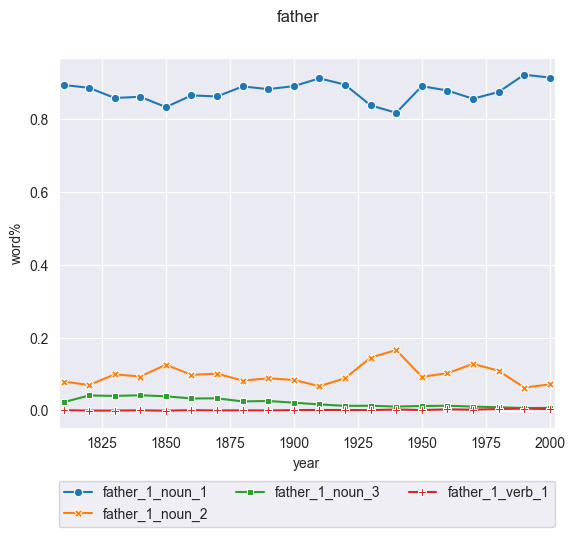 father
0.8
0.6
0.4
0.2
0.0
word%
1825 1850 1875 1900 1925 1950 1975 2000
year
father_1_noun_1 father_1_noun_3 father_1_verb_1
father_1_noun_2